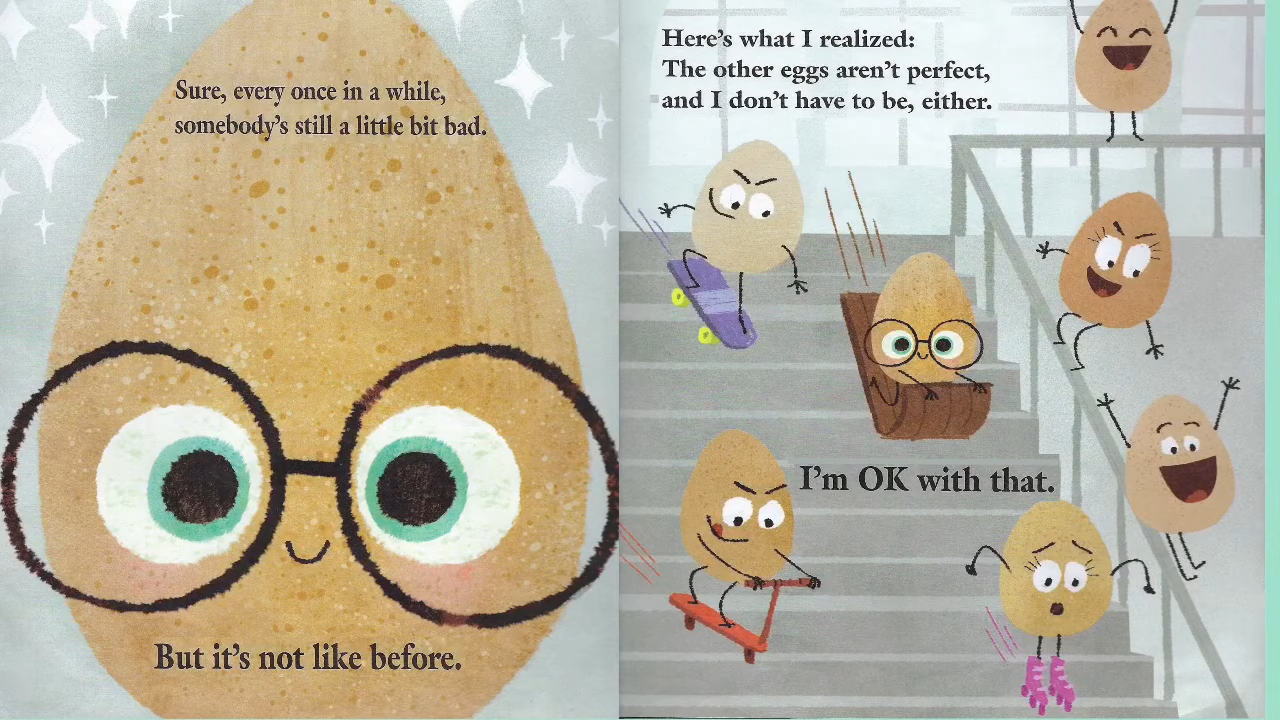 Sure, every once in a while,
somebody's still a little bit bad.
But it's not like before.
Here's what I realized:
The other eggs aren't perfect,
and I don't have to be, either.
I'm OK with that.